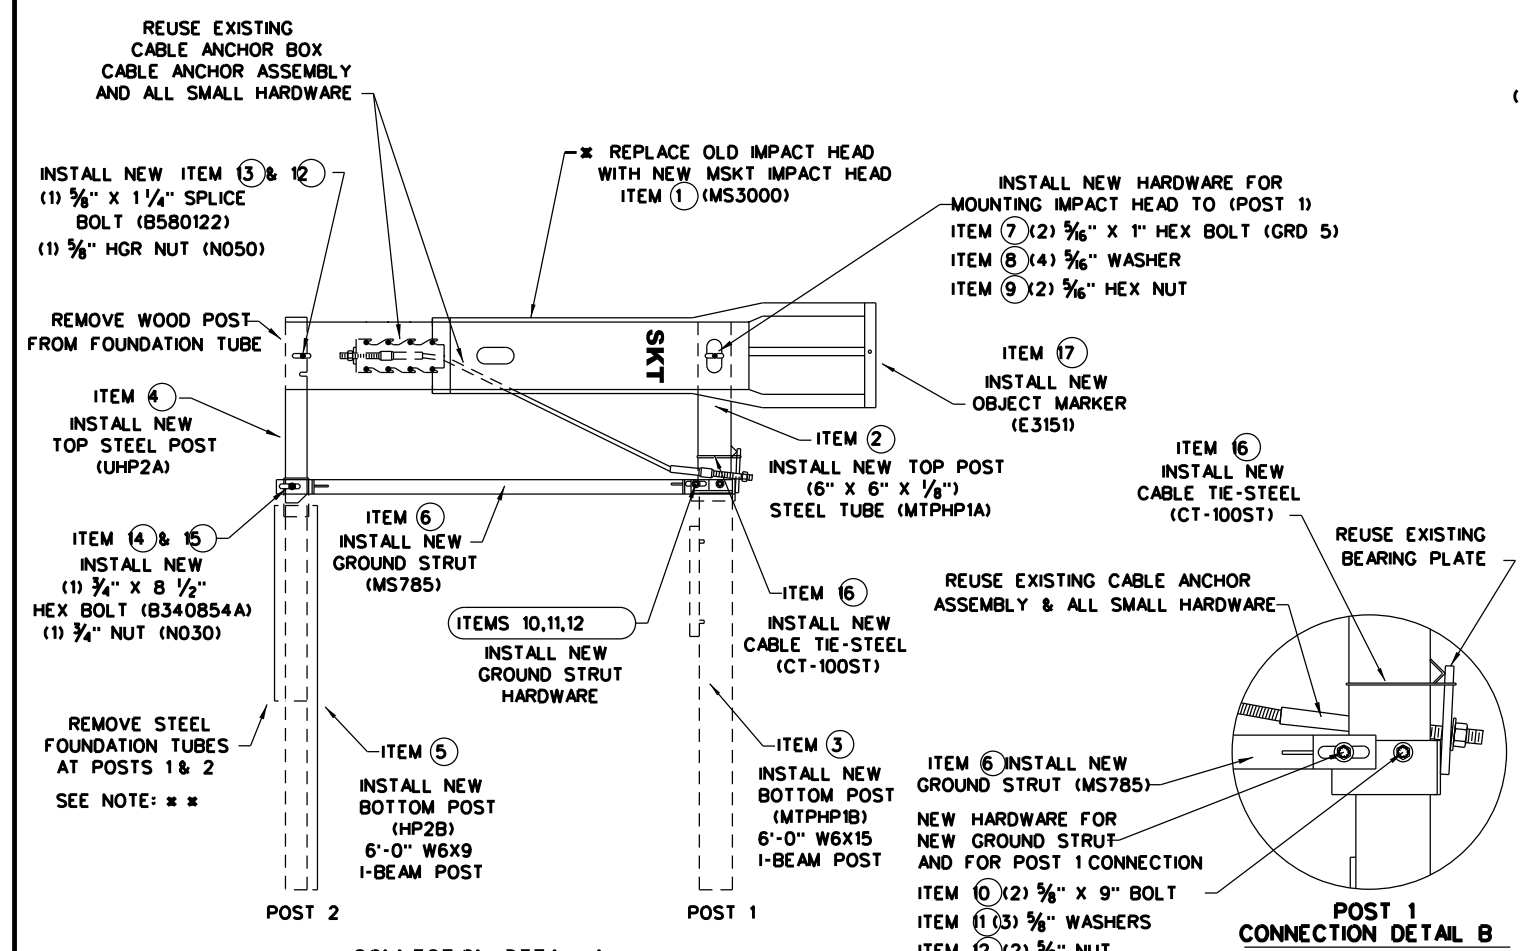 REUSE EXISTING
CABLE ANCHOR BOX
CABLE ANCHOR ASSEMBLY
AND ALL SMALL HARDWARE
INSTALL NEW ITEM 13 & 12
(1) 5/8" X 1 1/4" SPLICE
BOLT (B580122)
(1) 5/8" HGR NUT (N050)
* REPLACE OLD IMPACT HEAD
WITH NEW MSKT IMPACT HEAD
ITEM 1 (MS3000)
INSTALL NEW HARDWARE FOR
MOUNTING IMPACT HEAD TO (POST 1)
ITEM 7 (2) 5/16" X 1" HEX BOLT (GRD 5)
ITEM 8 (4) 5/16" WASHER
ITEM 9 (2) 5/16" HEX NUT
REMOVE WOOD POST
FROM FOUNDATION TUBE
SKT
ITEM 17
INSTALL NEW
OBJECT MARKER
(E3151)
ITEM 4
INSTALL NEW
TOP STEEL POST
(UHP2A)
ITEM 2
INSTALL NEW TOP POST
(6" X 6" X 1/8")
STEEL TUBE (MTPHP1A)
ITEM 16
INSTALL NEW
CABLE TIE-STEEL
(CT-100ST)
REUSE EXISTING
BEARING PLATE
ITEM 14 & 15
INSTALL NEW
(1) 3/4" X 8 1/2"
HEX BOLT (B340854A)
(1) 3/4" NUT (N030)
ITEM 6
INSTALL NEW
GROUND STRUT
(MS785)
ITEMS 10,11,12
INSTALL NEW
GROUND STRUT
HARDWARE
ITEM 16
INSTALL NEW
CABLE TIE-STEEL
(CT-100ST)
REUSE EXISTING CABLE ANCHOR
ASSEMBLY & ALL SMALL HARDWARE
REMOVE STEEL
FOUNDATION TUBES
AT POSTS 1 & 2
SEE NOTE: * *
ITEM 5
INSTALL NEW
BOTTOM POST
(HP2B)
6'-0" W6X9
I-BEAM POST
ITEM 3
INSTALL NEW
BOTTOM POST
(MTPHP1B)
6'-0" W6X15
I-BEAM POST
ITEM 6 INSTALL NEW
GROUND STRUT (MS785)
NEW HARDWARE FOR
NEW GROUND STRUT
AND FOR POST 1 CONNECTION
ITEM 10 (2) 5/8" X 9" BOLT
ITEM 11 (3) 5/8" WASHERS
ITEM 12 (2) 5/8" NUT
POST 2
POST 1
POST 1
CONNECTION DETAIL B